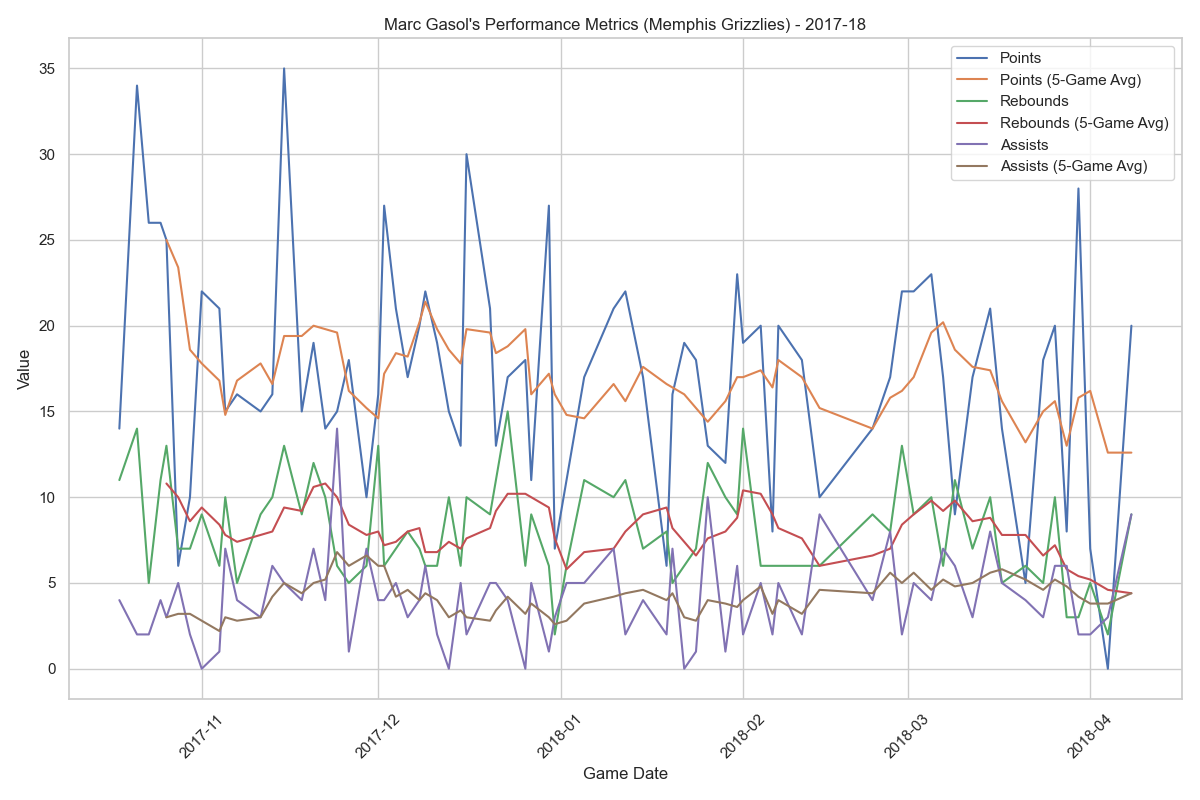 Marc Gasol's Performance Metrics (Memphis Grizzlies) - 2017-18
Points
Points (5-Game Avg)
Rebounds
Rebounds (5-Game Avg)
Assists
Assists (5-Game Avg)
Value
35
30
25
20
15
10
5
0
2017-11
2017-12
2018-01
2018-02
2018-03
2018-04
Game Date